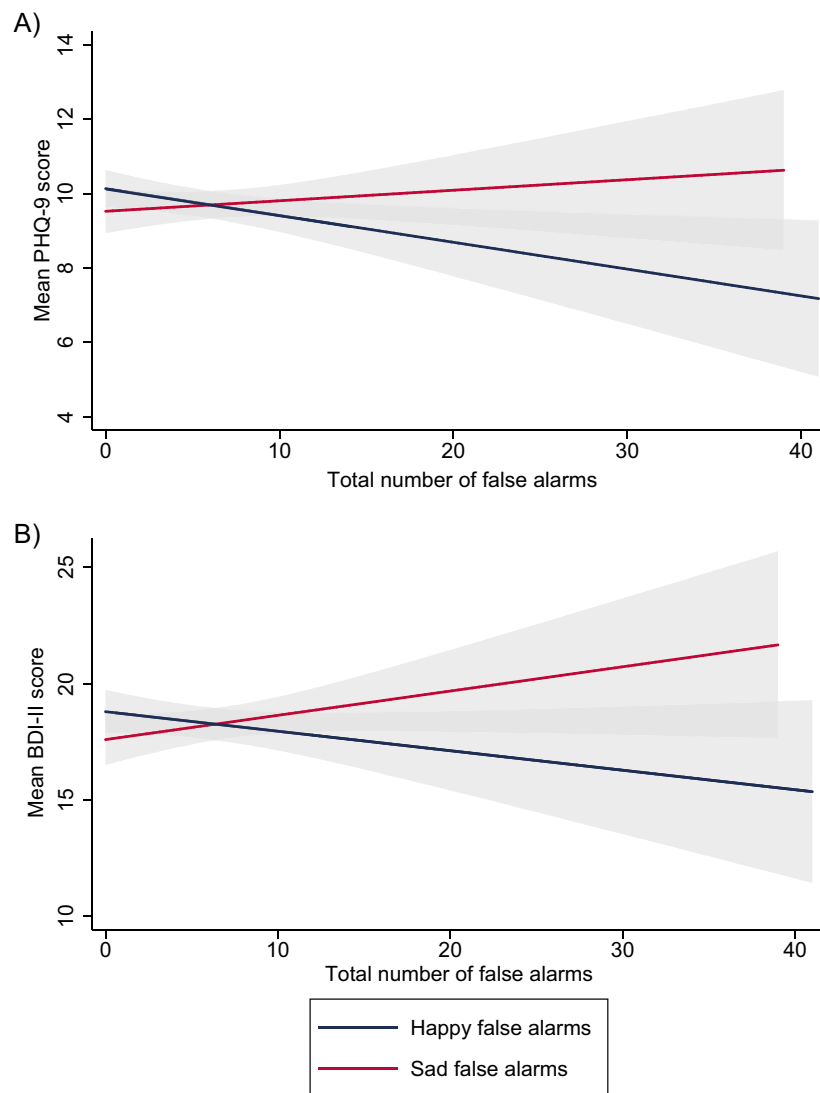 A)
Mean PHQ-9 score
14
12
10
8
6
4
0 10 20 30 40
Total number of false alarms
B)
Mean BDI-II score
25
20
15
10
0 10 20 30 40
Total number of false alarms
Happy false alarms
Sad false alarms